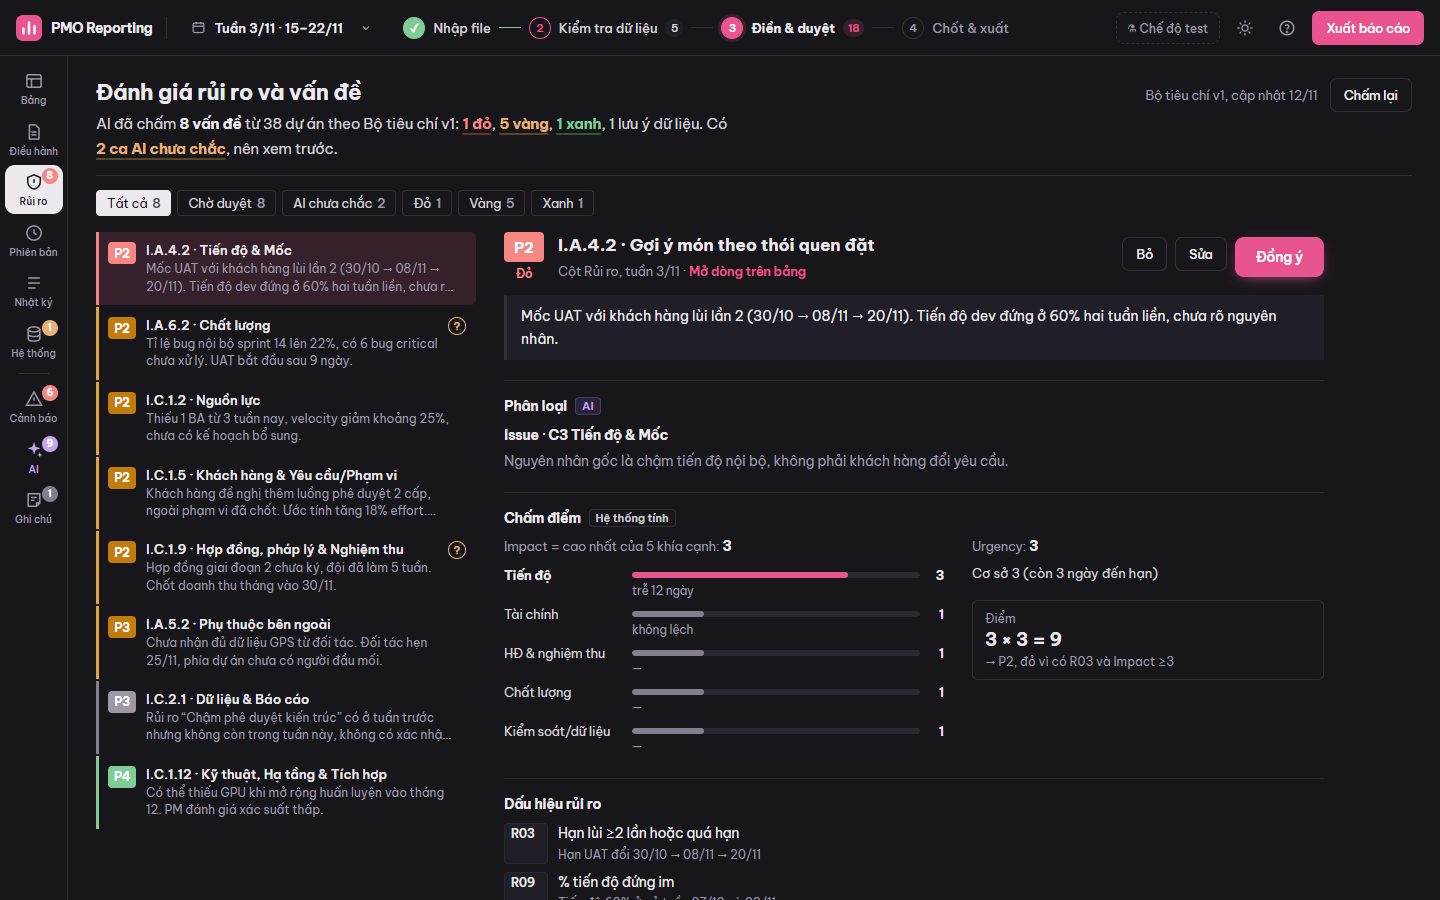 PMO Reporting
Tuần 3/11 · 15–22/11
Nhập file
2 Kiểm tra dữ liệu 5
3 Điền & duyệt 18
4 Chốt & xuất
Chế độ test
Xuất báo cáo
Bảng
Điều hành
8
Rủi ro
Phiên bản
Nhật ký
1
Hệ thống
6
Cảnh báo
9
AI
1
Ghi chú
Đánh giá rủi ro và vấn đề
AI đã chấm 8 vấn đề từ 38 dự án theo Bộ tiêu chí v1: 1 đỏ, 5 vàng, 1 xanh, 1 lưu ý dữ liệu. Có
2 ca AI chưa chắc, nên xem trước.
Bộ tiêu chí v1, cập nhật 12/11
Chấm lại
Tất cả 8
Chờ duyệt 8
AI chưa chắc 2
Đỏ 1
Vàng 5
Xanh 1
P2 I.A.4.2 · Tiến độ & Mốc
Mốc UAT với khách hàng lùi lần 2 (30/10 → 08/11 →
20/11). Tiến độ dev đứng ở 60% hai tuần liền, chưa r...
P2 I.A.6.2 · Chất lượng ?
Tỉ lệ bug nội bộ sprint 14 lên 22%, có 6 bug critical
chưa xử lý. UAT bắt đầu sau 9 ngày.
P2 I.C.1.2 · Nguồn lực
Thiếu 1 BA từ 3 tuần nay, velocity giảm khoảng 25%,
chưa có kế hoạch bổ sung.
P2 I.C.1.5 · Khách hàng & Yêu cầu/Phạm vi
Khách hàng đề nghị thêm luồng phê duyệt 2 cấp,
ngoài phạm vi đã chốt. Ước tính tăng 18% effort....
P2 I.C.1.9 · Hợp đồng, pháp lý & Nghiệm thu ?
Hợp đồng giai đoạn 2 chưa ký, đội đã làm 5 tuần.
Chốt doanh thu tháng vào 30/11.
P3 I.A.5.2 · Phụ thuộc bên ngoài
Chưa nhận đủ dữ liệu GPS từ đối tác. Đối tác hẹn
25/11, phía dự án chưa có người đầu mối.
P3 I.C.2.1 · Dữ liệu & Báo cáo
Rủi ro “Chậm phê duyệt kiến trúc” có ở tuần trước
nhưng không còn trong tuần này, không có xác nhậ...
P4 I.C.1.12 · Kỹ thuật, Hạ tầng & Tích hợp
Có thể thiếu GPU khi mở rộng huấn luyện vào tháng
12. PM đánh giá xác suất thấp.
P2
Đỏ
I.A.4.2 · Gợi ý món theo thói quen đặt
Cột Rủi ro, tuần 3/11 · Mở dòng trên bảng
Bỏ
Sửa
Đồng ý
Mốc UAT với khách hàng lùi lần 2 (30/10 → 08/11 → 20/11). Tiến độ dev đứng ở 60% hai tuần liền, chưa rõ nguyên
nhân.
Phân loại AI
Issue · C3 Tiến độ & Mốc
Nguyên nhân gốc là chậm tiến độ nội bộ, không phải khách hàng đổi yêu cầu.
Chấm điểm Hệ thống tính
Impact = cao nhất của 5 khía cạnh: 3
Tiến độ 3
trễ 12 ngày
Tài chính 1
không lệch
HĐ & nghiệm thu 1
—
Chất lượng 1
—
Kiểm soát/dữ liệu 1
—
Urgency: 3
Cơ sở 3 (còn 3 ngày đến hạn)
Điểm
3 × 3 = 9
→ P2, đỏ vì có R03 và Impact ≥3
Dấu hiệu rủi ro
R03 Hạn lùi ≥2 lần hoặc quá hạn
Hạn UAT đổi 30/10 → 08/11 → 20/11
R09 % tiến độ đứng im